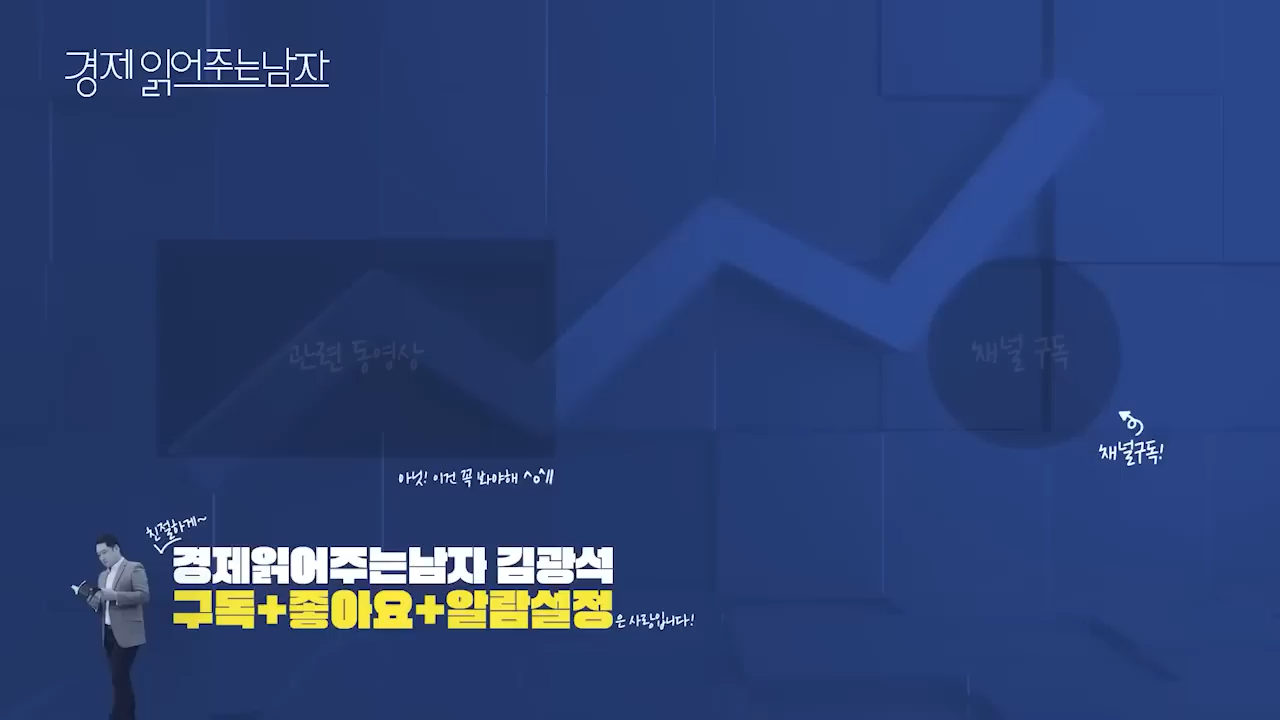 경제 읽어주는남자
관련 동영상
채널 구독
채널구독!
아닛! 이건 꼭 봐야해 ^o^//
친절하게~
경제읽어주는남자 김광석
구독+좋아요+알람설정은 사랑입니다!